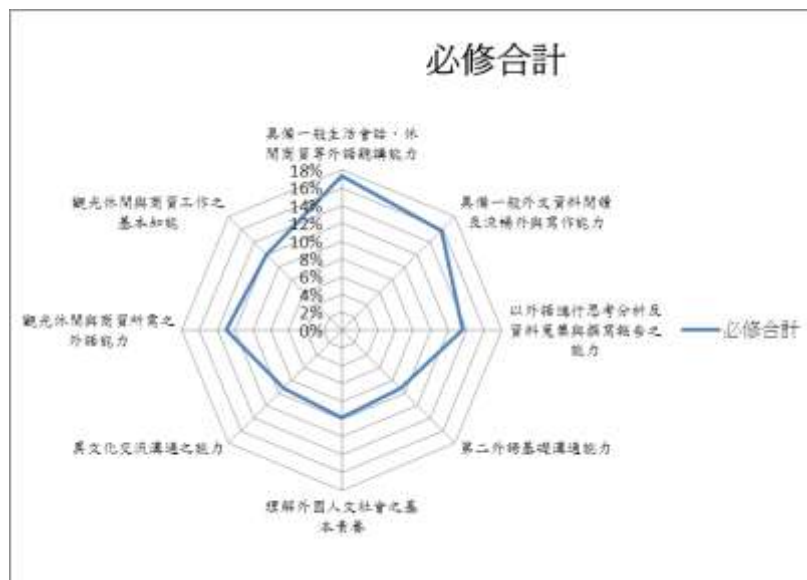 必修合計
具備一般生活會話、休
閒商貿等外語聽講能力
18%
16%
14%
12%
10%
8%
6%
4%
2%
0%
具備一般外文資料閱讀
及流暢外與寫作能力
以外語進行思考分析及
資料蒐集與撰寫報告之
能力
第二外語基礎溝通能力
理解外國人文社會之基
本素養
異文化交流溝通之能力
觀光休閒與商貿所需之
外語能力
觀光休閒與商貿工作之
基本知能
必修合計